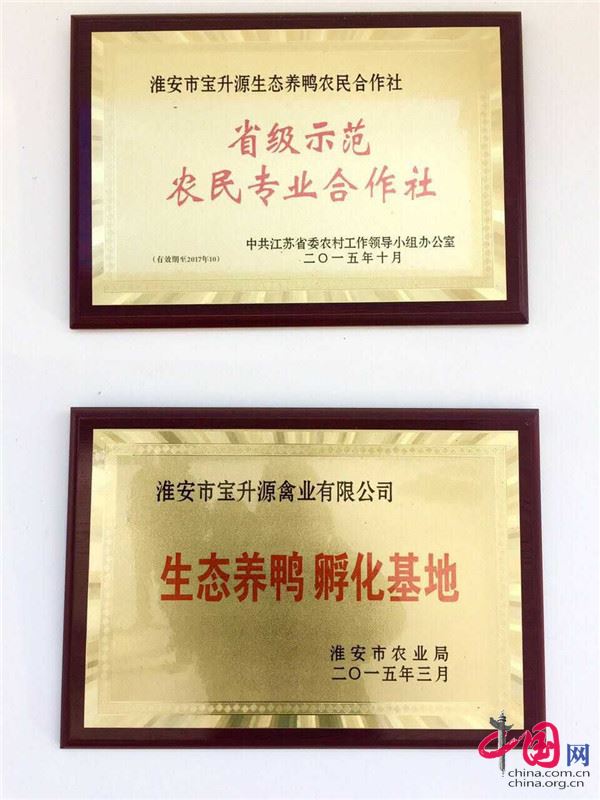 淮安市宝升源生态养鸭农民合作社
省级示范
农民专业合作社
中共江苏省委农村工作领导小组办公室
(有效期至2017年10)
二〇一五年十月
淮安市宝升源禽业有限公司
生态养鸭 孵化基地
淮安市农业局
二〇一五年三月
中国网
china.com.cn
china.org.cn